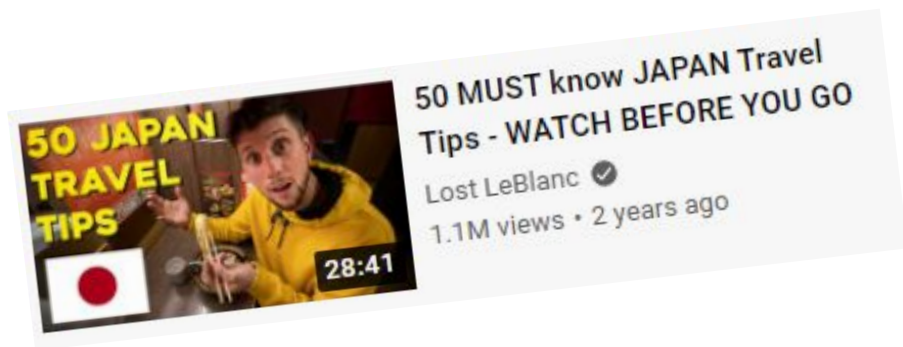 50 JAPAN
TRAVEL
TIPS
28:41
50 MUST know JAPAN Travel
Tips - WATCH BEFORE YOU GO
Lost LeBlanc
1.1M views • 2 years ago